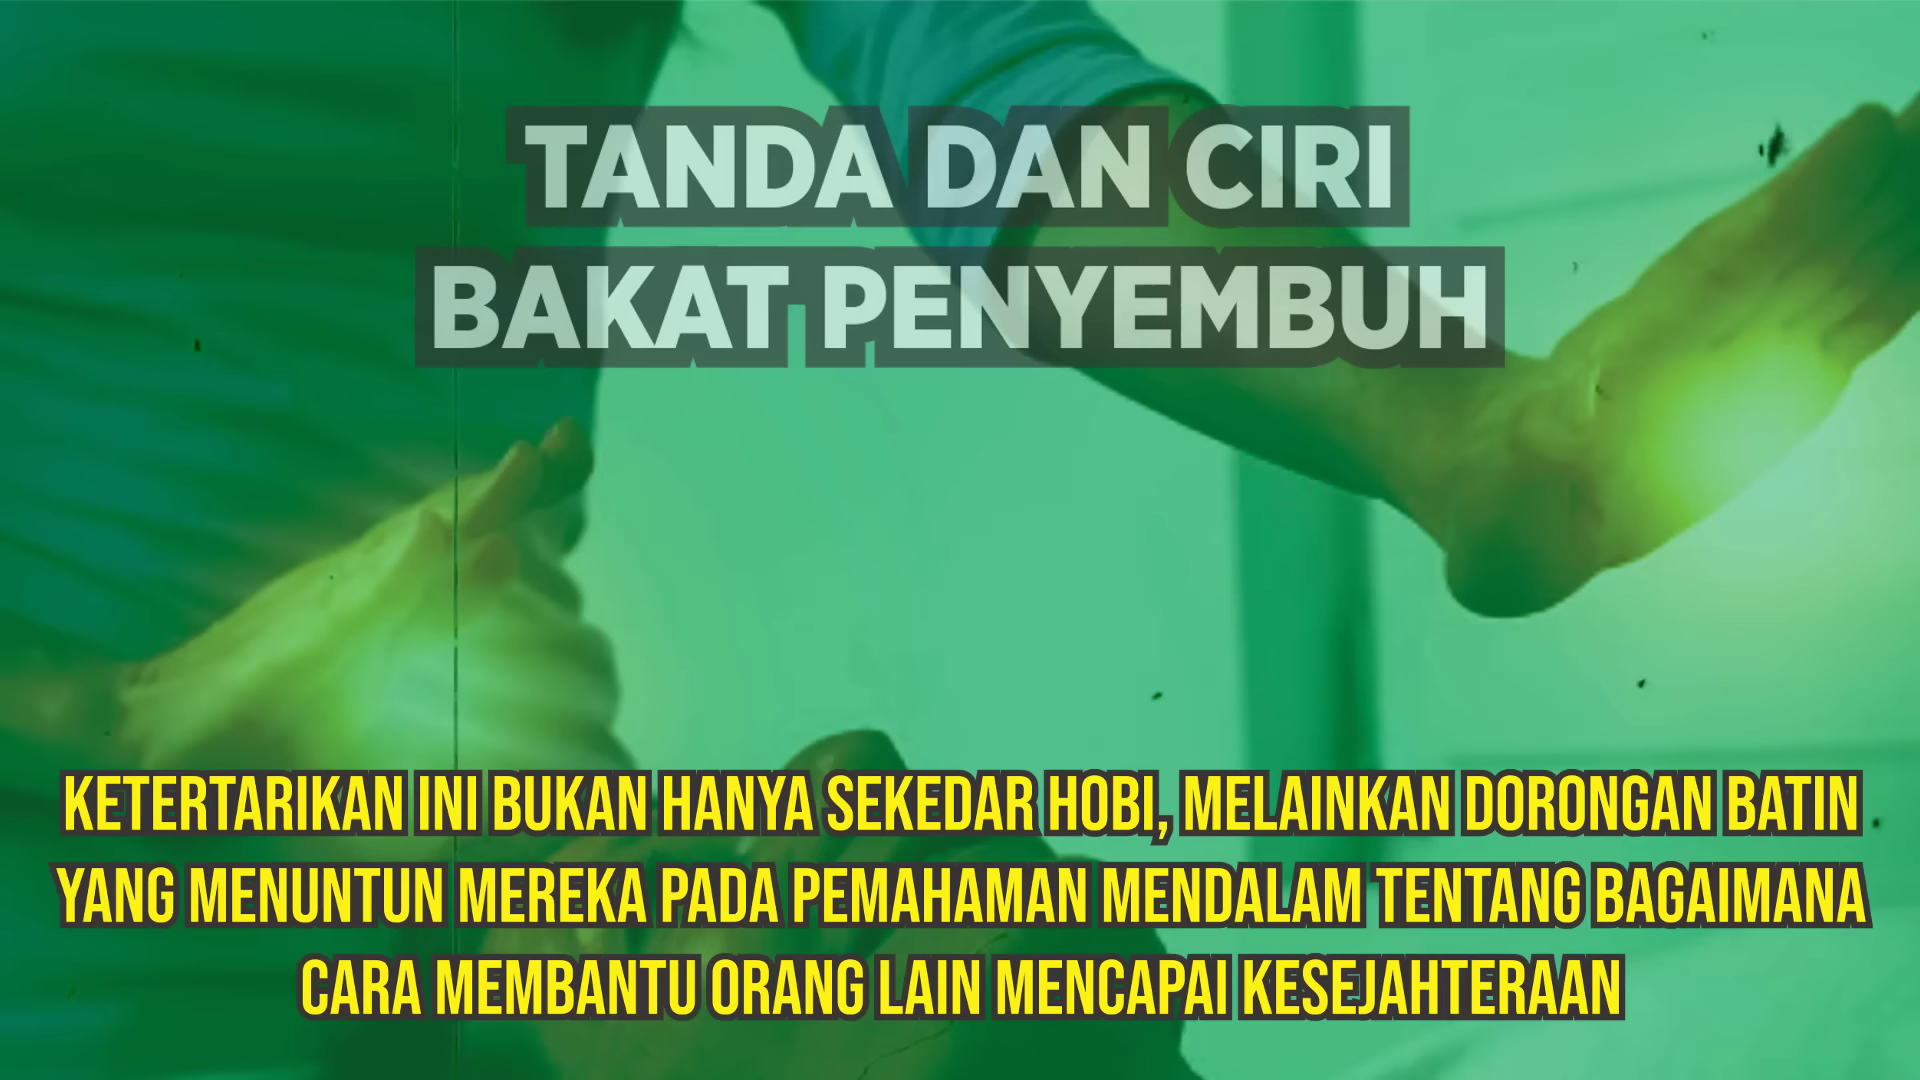 TANDA DAN CIRI
BAKAT PENYEMBUH
KETERTARIKAN INI BUKAN HANYA SEKEDAR HOBI, MELAINKAN DORONGAN BATIN
YANG MENUNTUN MEREKA PADA PEMAHAMAN MENDALAM TENTANG BAGAIMANA
CARA MEMBANTU ORANG LAIN MENCAPAI KESEJAHTERAAN